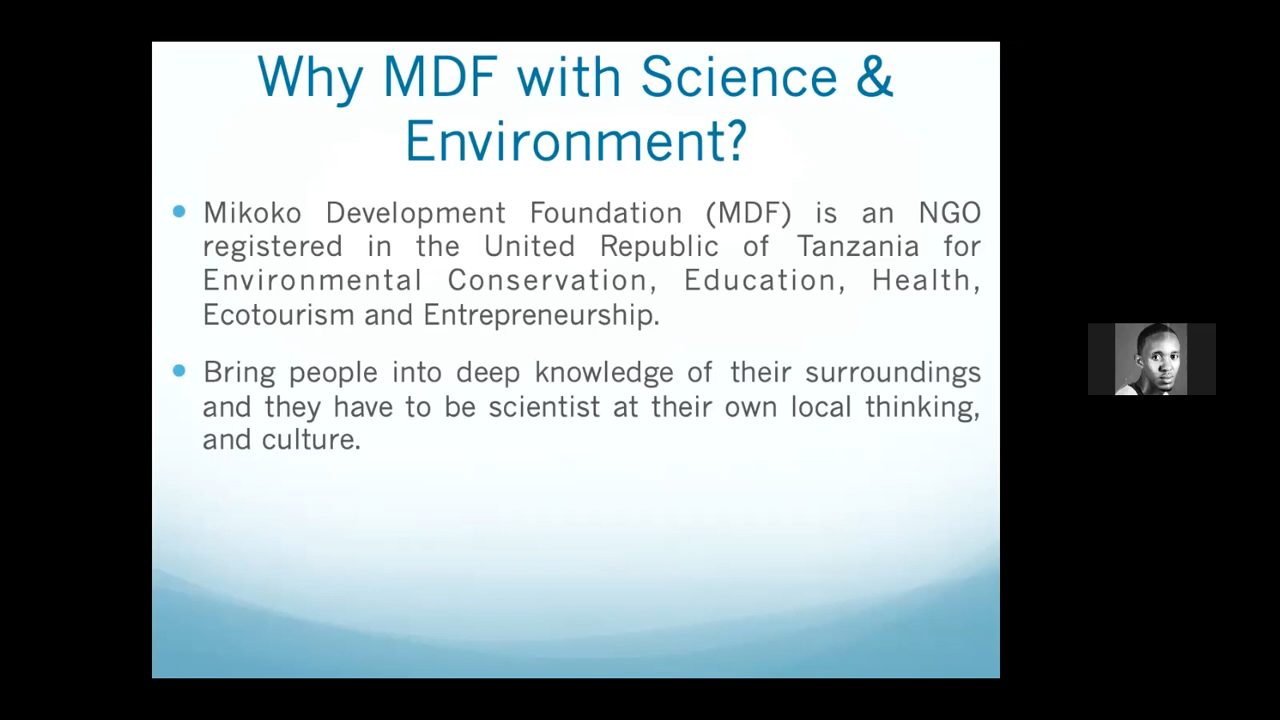 Why MDF with Science &
Environment?
• Mikoko Development Foundation (MDF) is an NGO
registered in the United Republic of Tanzania for
Environmental Conservation, Education, Health,
Ecotourism and Entrepreneurship.
• Bring people into deep knowledge of their surroundings
and they have to be scientist at their own local thinking,
and culture.